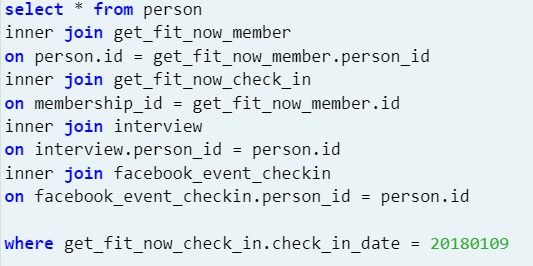 select * from person
inner join get_fit_now_member
on person.id = get_fit_now_member.person_id
inner join get_fit_now_check_in
on membership_id = get_fit_now_member.id
inner join interview
on interview.person_id = person.id
inner join facebook_event_checkin
on facebook_event_checkin.person_id = person.id
where get_fit_now_check_in.check_in_date = 20180109